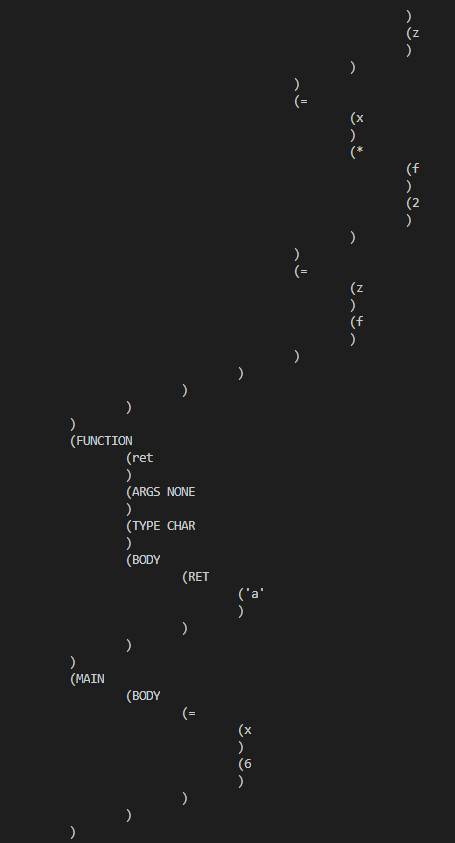 )
(z
)
)
)
(=
(x
)
(*
(f
)
(2
)
)
)
(=
(z
)
(f
)
)
)
)
)
)
(FUNCTION
(ret
)
(ARGS NONE
)
(TYPE CHAR
)
(BODY
(RET
('a'
)
)
)
)
(MAIN
(BODY
(=
(x
)
(6
)
)
)
)